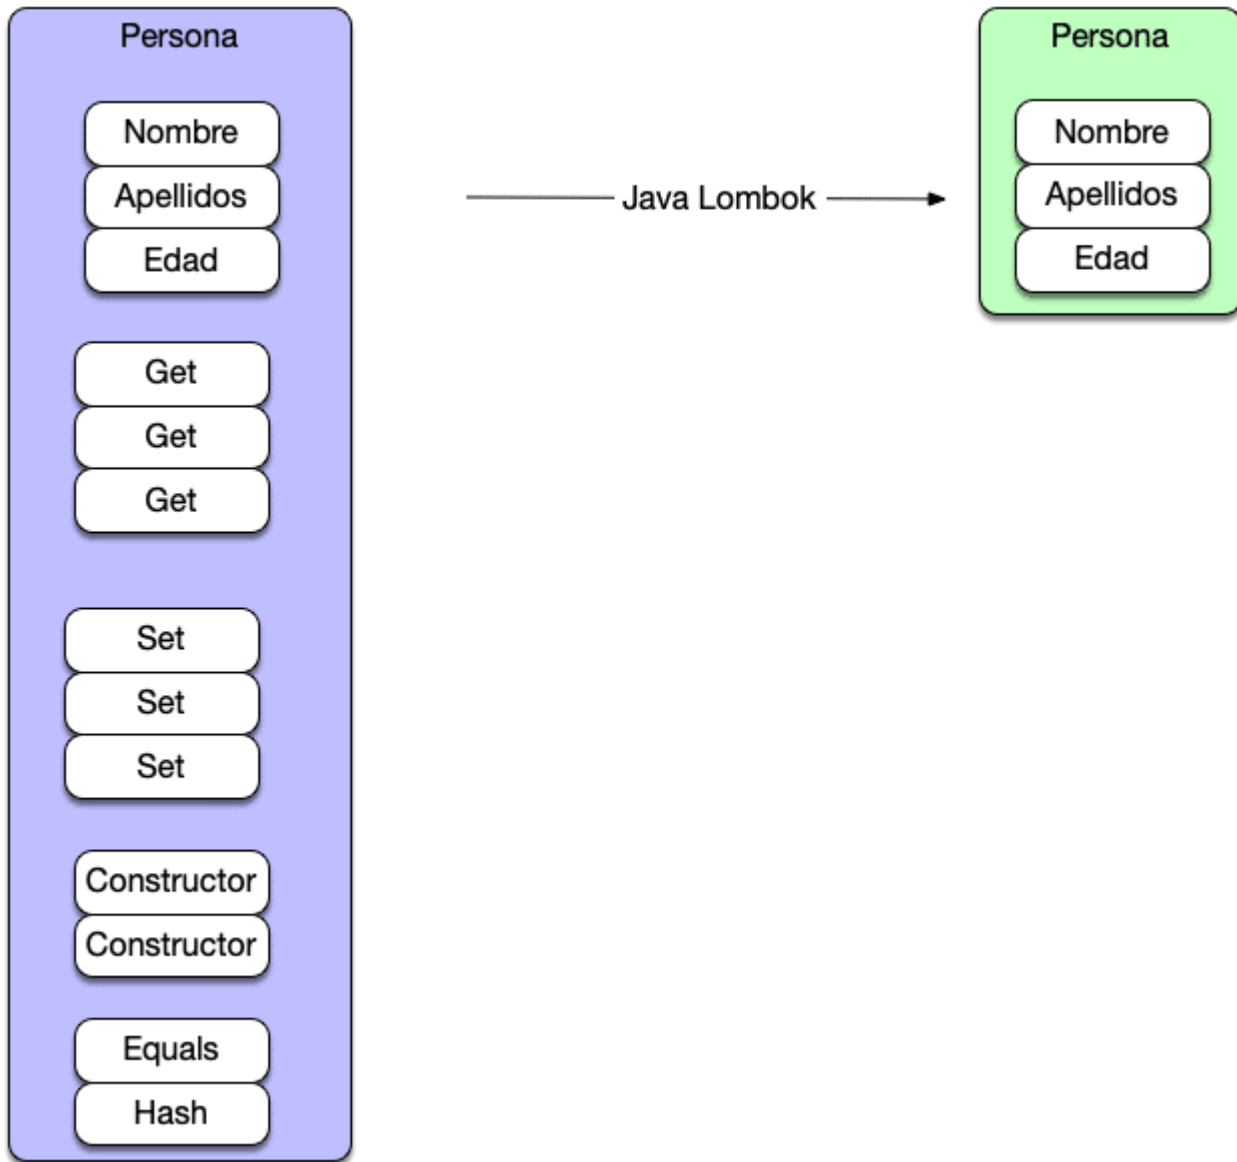 Persona
Nombre
Apellidos
Edad
Get
Get
Get
Set
Set
Set
Constructor
Constructor
Equals
Hash
Java Lombok
Persona
Nombre
Apellidos
Edad